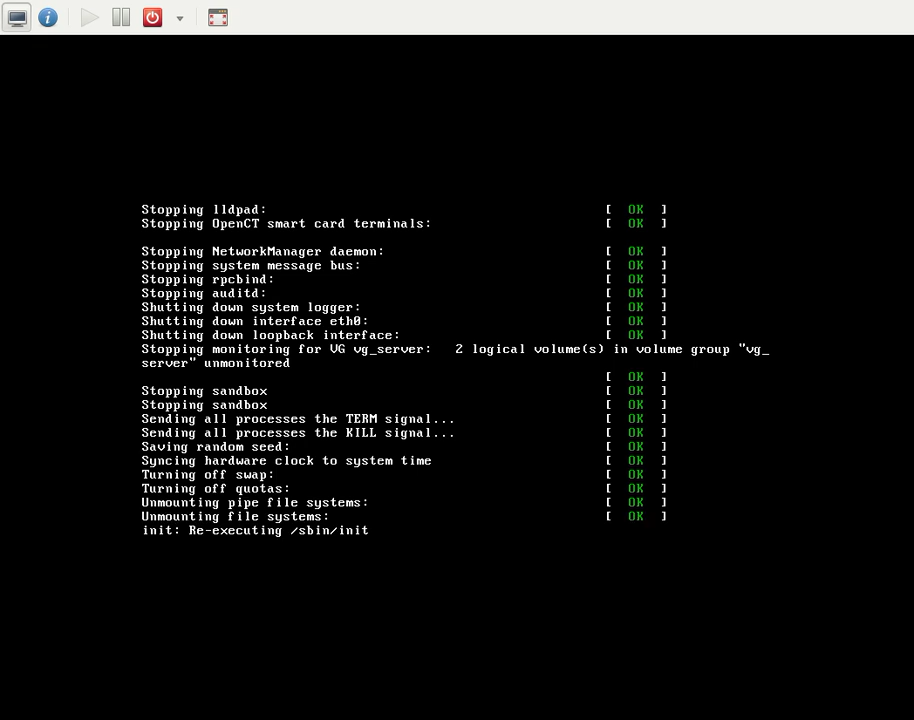 Stopping lldpad: [ OK ]
Stopping OpenCT smart card terminals: [ OK ]
Stopping NetworkManager daemon: [ OK ]
Stopping system message bus: [ OK ]
Stopping rpcbind: [ OK ]
Stopping auditd: [ OK ]
Shutting down system logger: [ OK ]
Shutting down interface eth0: [ OK ]
Shutting down loopback interface: [ OK ]
Stopping monitoring for VG vg_server: 2 logical volume(s) in volume group "vg_
server" unmonitored
[ OK ]
Stopping sandbox [ OK ]
Stopping sandbox [ OK ]
Sending all processes the TERM signal... [ OK ]
Sending all processes the KILL signal... [ OK ]
Saving random seed: [ OK ]
Syncing hardware clock to system time [ OK ]
Turning off swap: [ OK ]
Turning off quotas: [ OK ]
Unmounting pipe file systems: [ OK ]
Unmounting file systems: [ OK ]
init: Re-executing /sbin/init